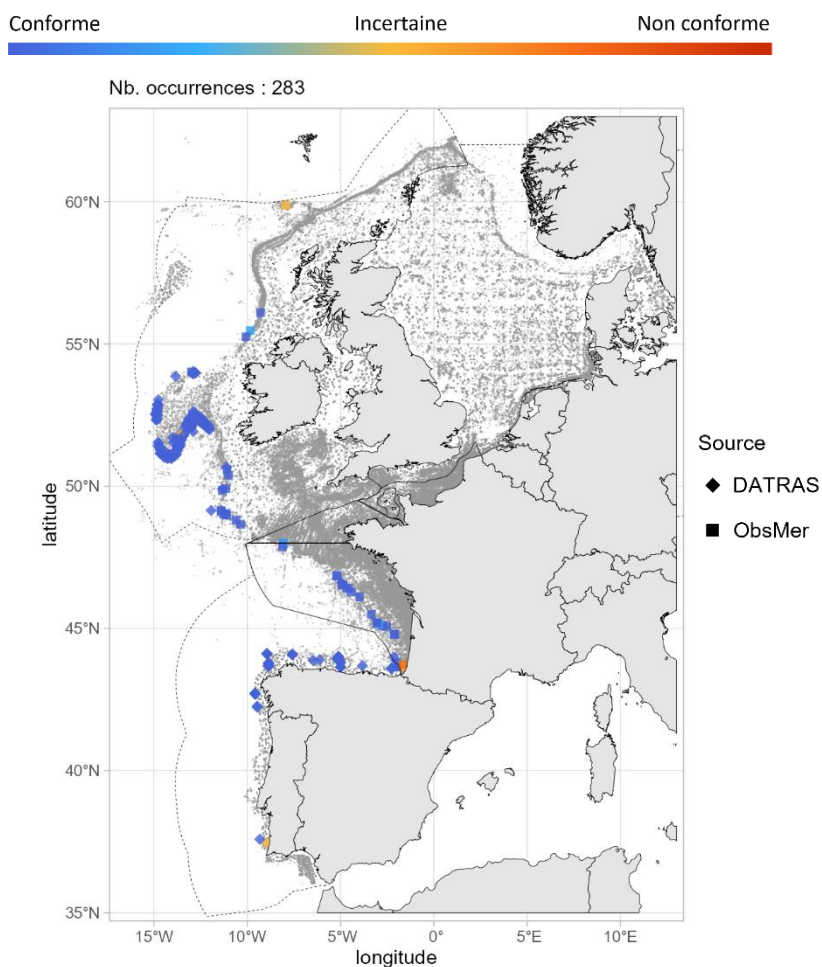 Conforme Incertaine Non conforme
Nb. occurrences : 283
60°N
55°N
50°N
45°N
40°N
35°N
latitude
15°W 10°W 5°W 0°E 5°E 10°E
longitude
Source
DATRAS
ObsMer